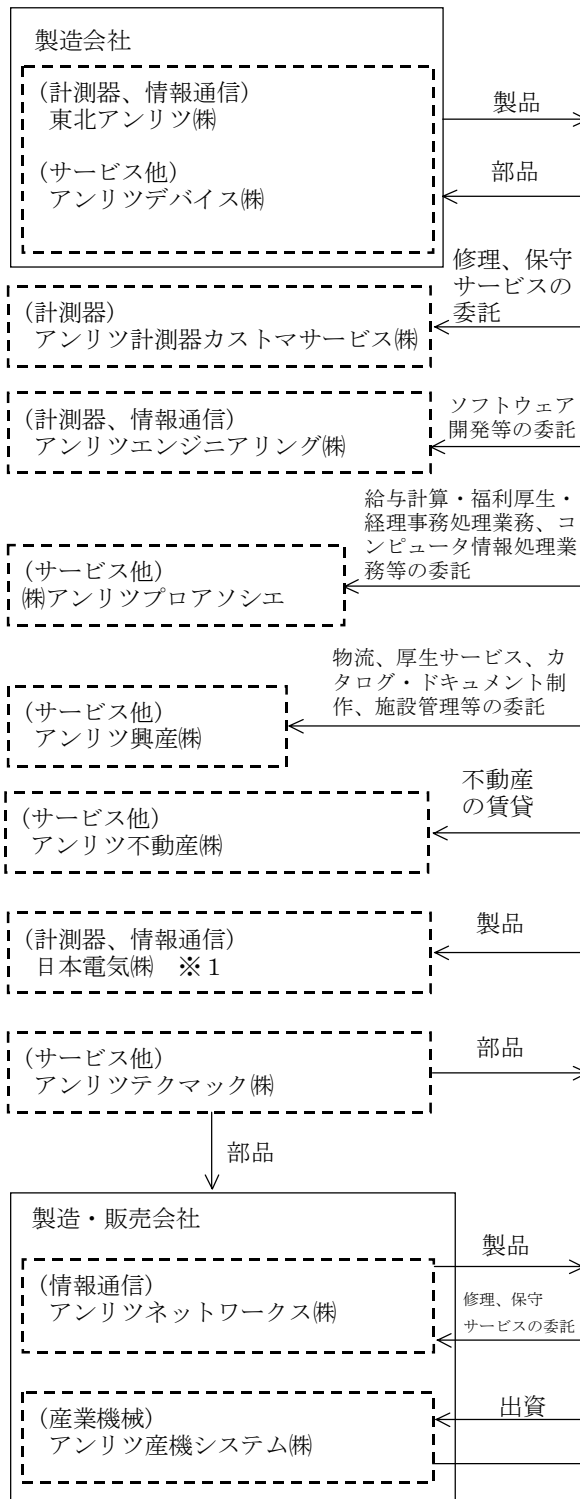 製造会社
(計測器、情報通信)
東北アンリツ㈱
(サービス他)
アンリツデバイス㈱
製品
部品
修理、保守
サービスの
委託
(計測器)
アンリツ計測器カストマサービス㈱
(計測器、情報通信)
アンリツエンジニアリング㈱
ソフトウェア
開発等の委託
給与計算・福利厚生・
経理事務処理業務、コ
ンピュータ情報処理業
務等の委託
(サービス他)
㈱アンリツプロアソシエ
物流、厚生サービス、カ
タログ・ドキュメント制
作、施設管理等の委託
(サービス他)
アンリツ興産㈱
不動産
の賃貸
(サービス他)
アンリツ不動産㈱
(計測器、情報通信)
日本電気㈱ ※1
製品
(サービス他)
アンリツテクマック㈱
部品
部品
製造・販売会社
(情報通信)
アンリツネットワークス㈱
製品
修理、保守
サービスの委託
(産業機械)
アンリツ産機システム㈱
出資